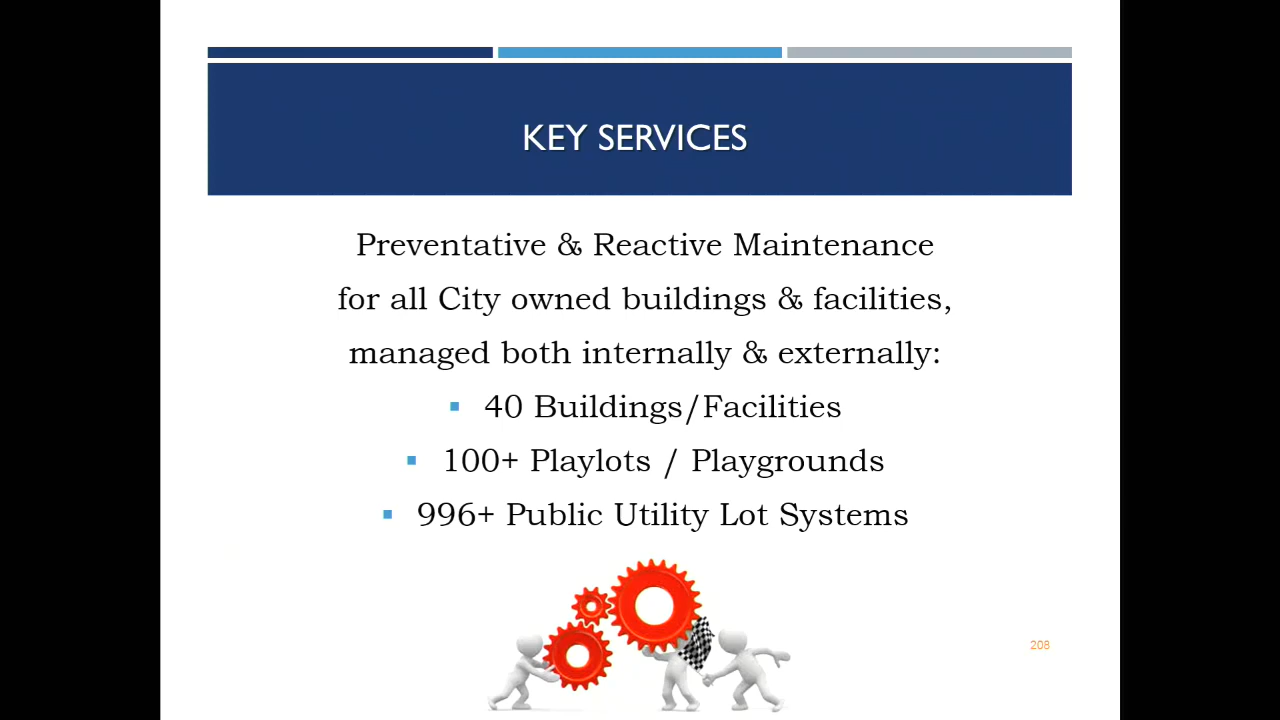 KEY SERVICES
Preventative & Reactive Maintenance
for all City owned buildings & facilities,
managed both internally & externally:
▪ 40 Buildings/Facilities
▪ 100+ Playlots / Playgrounds
▪ 996+ Public Utility Lot Systems
208